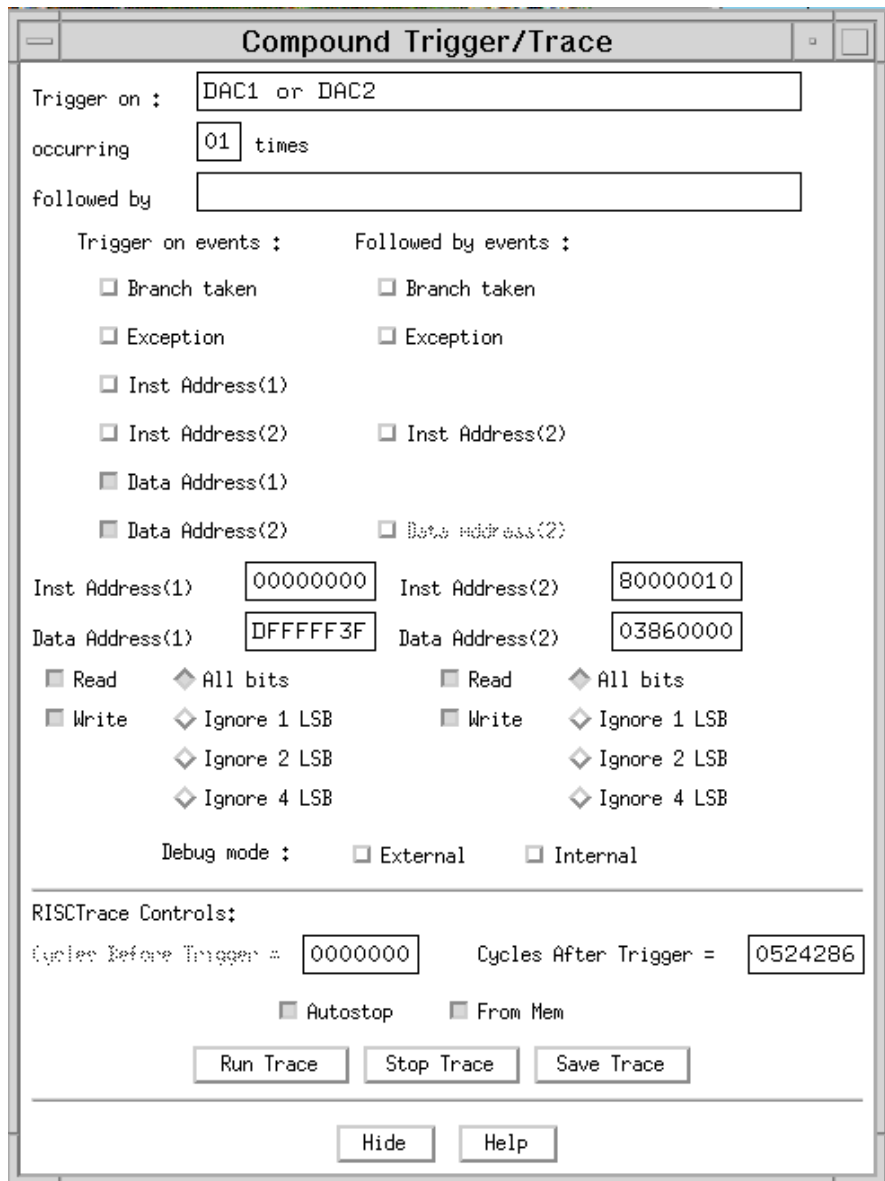 Compound Trigger/Trace
Trigger on : DAC1 or DAC2
occurring 01 times
followed by
Trigger on events : Followed by events :
Branch taken Branch taken
Exception Exception
Inst Address(1)
Inst Address(2) Inst Address(2)
Data Address(1)
Data Address(2) Data Address(2)
Inst Address(1) 00000000 Inst Address(2) 80000010
Data Address(1) DFFFFF3F Data Address(2) 03860000
Read All bits Read All bits
Write Ignore 1 LSB Write Ignore 1 LSB
Ignore 2 LSB Ignore 2 LSB
Ignore 4 LSB Ignore 4 LSB
Debug mode : External Internal
RISCTrace Controls:
Cycles Before Trigger = 0000000 Cycles After Trigger = 0524286
Autostop From Mem
Run Trace Stop Trace Save Trace
Hide Help